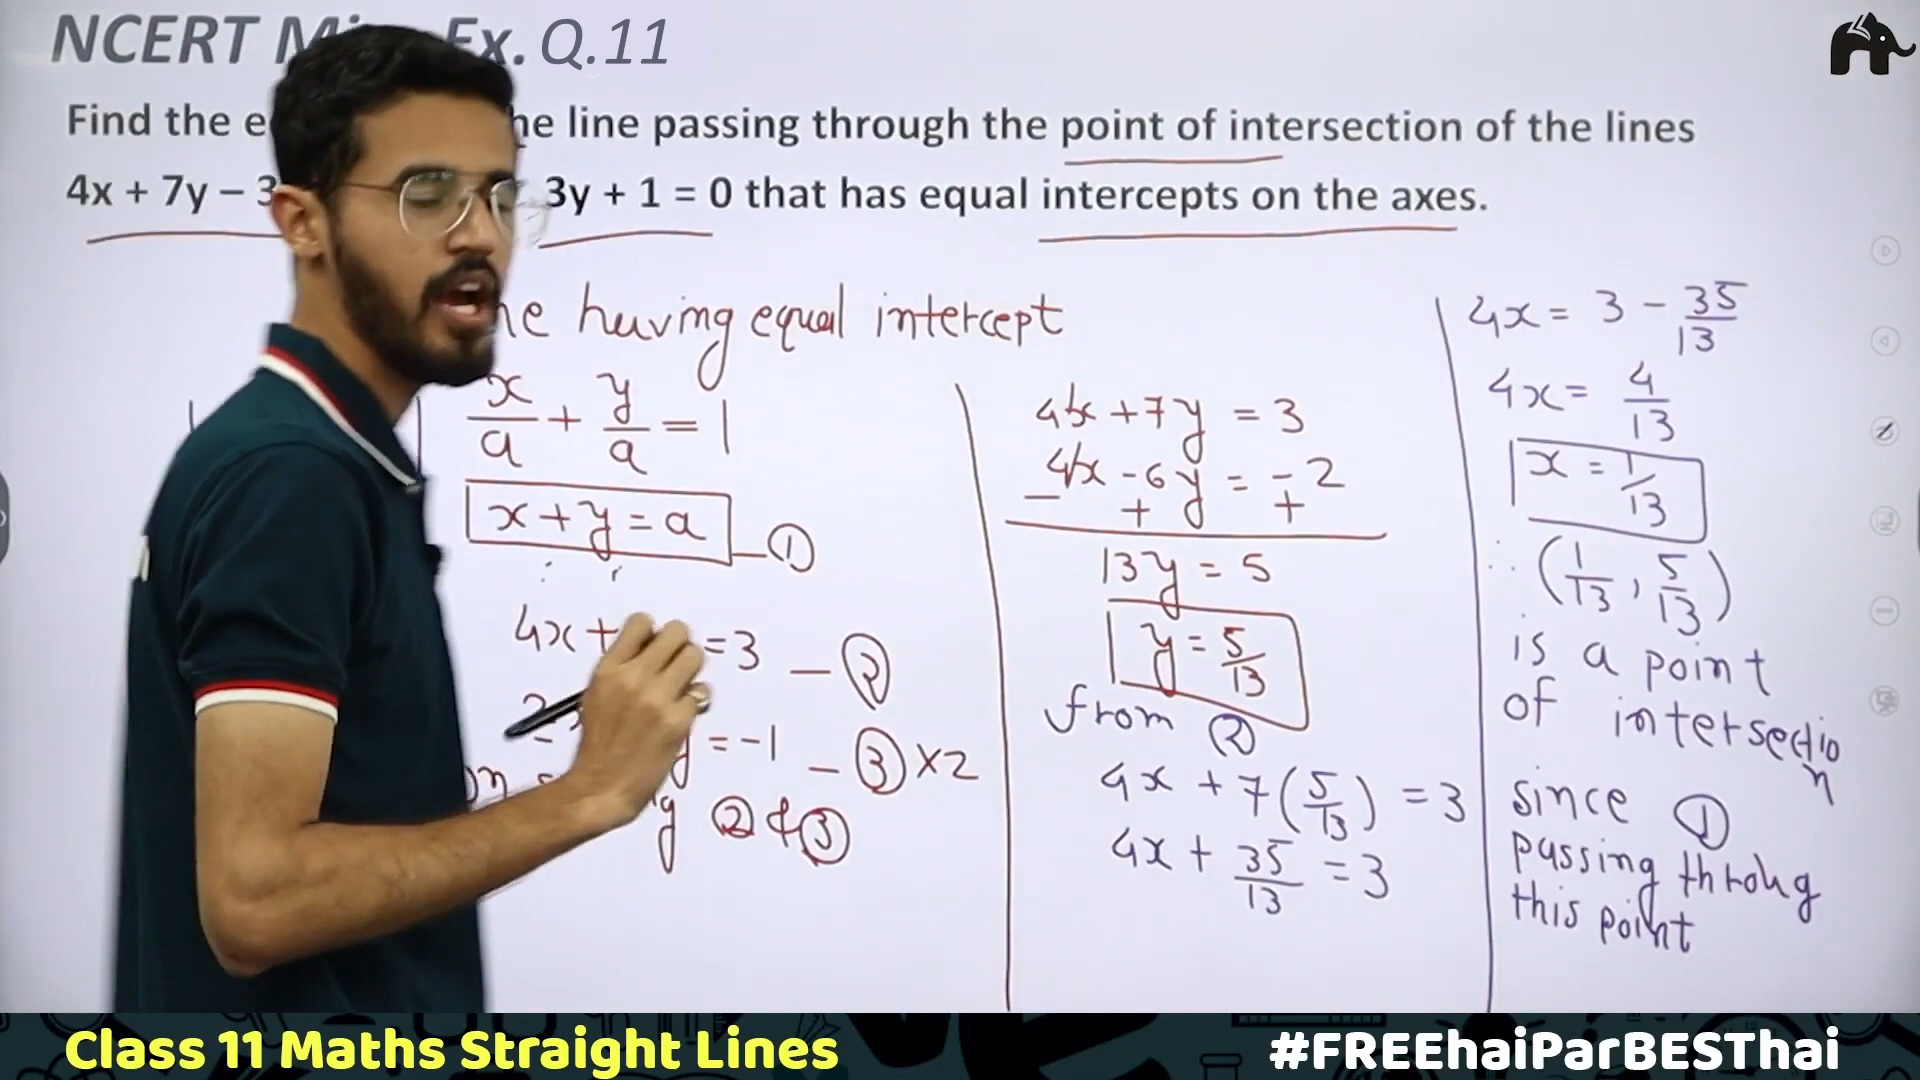 NCERT Ex. Q.11
Find the line passing through the point of intersection of the lines
4x + 7y – 3 3y + 1 = 0 that has equal intercepts on the axes.
having equal intercept
x/a + y/a = 1
x + y = a — ①
4x + = 3 — ②
y = -1 — ③ × 2
② & ③
4x + 7y = 3
4x - 6y = -2
— + +
13y = 5
y = 5/13
from ②
4x + 7(5/13) = 3
4x + 35/13 = 3
4x = 3 - 35/13
4x = 4/13
x = 1/13
∴ (1/13, 5/13)
is a point
of intersection
since ①
passing throug
this point
Class 11 Maths Straight Lines
#FREEhaiParBESThai